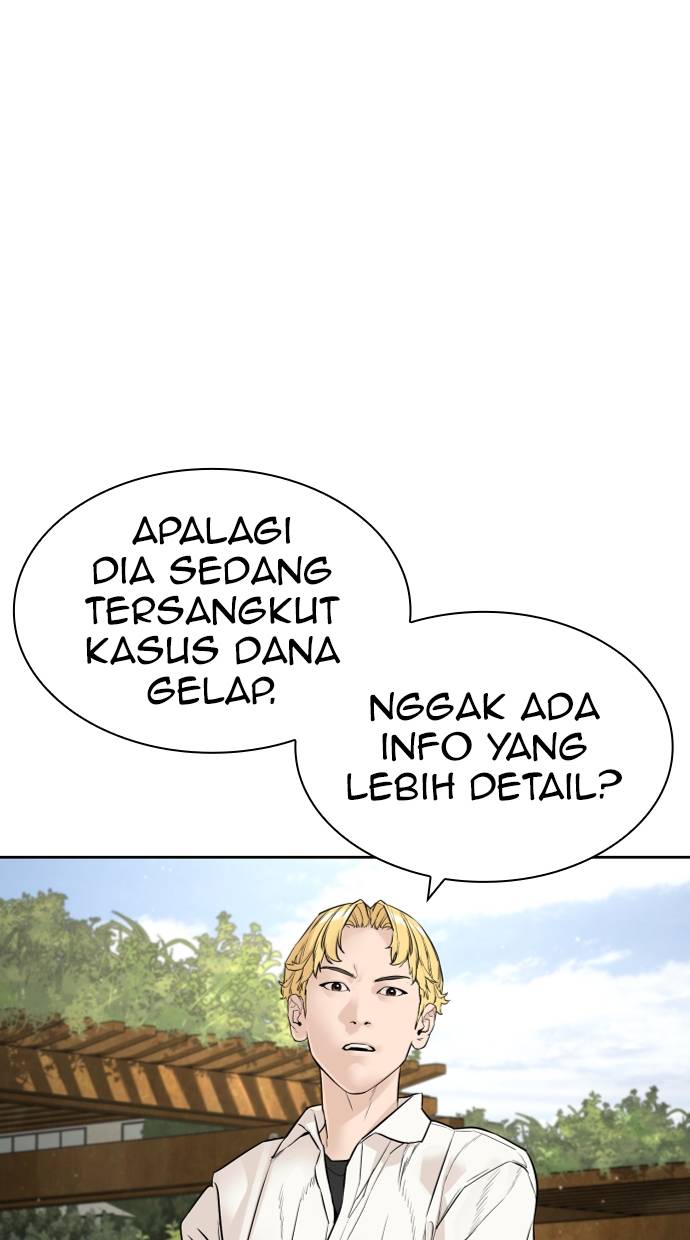 APALAGI
DIA SEDANG
TERSANGKUT
KASUS DANA
GELAP.
NGGAK ADA
INFO YANG
LEBIH DETAIL?